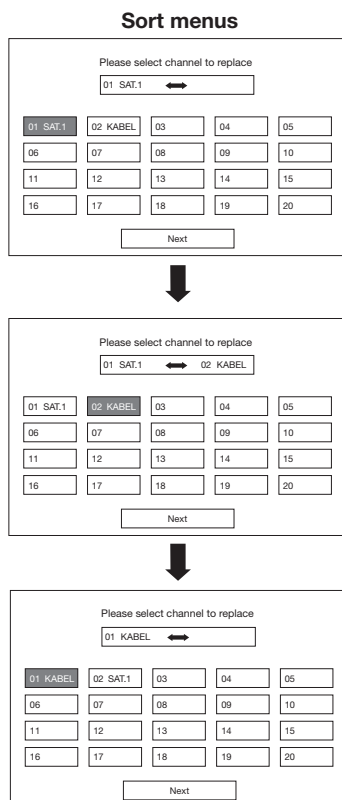 Sort menus
Please select channel to replace
01 SAT.1
01 SAT.1 02 KABEL 03 04 05
06 07 08 09 10
11 12 13 14 15
16 17 18 19 20
Next
Please select channel to replace
01 SAT.1 02 KABEL
01 SAT.1 02 KABEL 03 04 05
06 07 08 09 10
11 12 13 14 15
16 17 18 19 20
Next
Please select channel to replace
01 KABEL
01 KABEL 02 SAT.1 03 04 05
06 07 08 09 10
11 12 13 14 15
16 17 18 19 20
Next